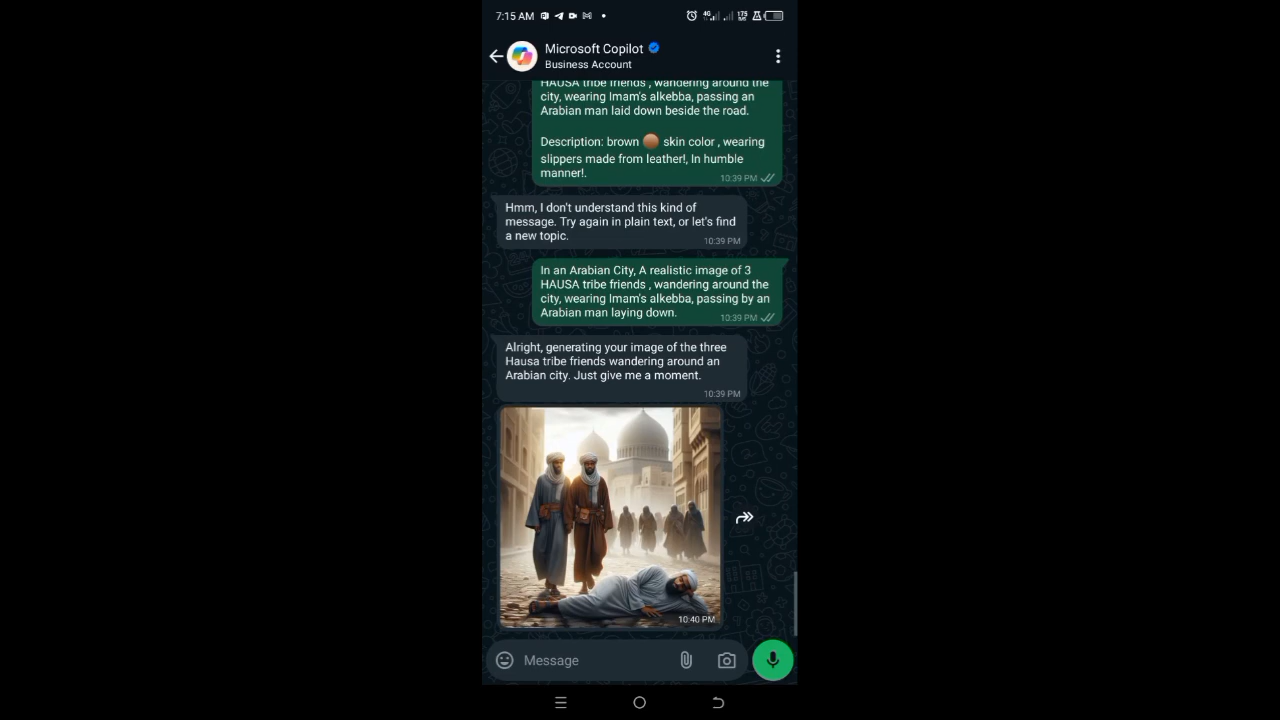 7:15 AM
4G
175
B/S
Microsoft Copilot
Business Account
HAUSA tribe friends , wandering around the
city, wearing Imam's alkebba, passing an
Arabian man laid down beside the road.
Description: brown skin color , wearing
slippers made from leather!, In humble
manner!.
10:39 PM
Hmm, I don't understand this kind of
message. Try again in plain text, or let's find
a new topic.
10:39 PM
In an Arabian City, A realistic image of 3
HAUSA tribe friends , wandering around the
city, wearing Imam's alkebba, passing by an
Arabian man laying down.
10:39 PM
Alright, generating your image of the three
Hausa tribe friends wandering around an
Arabian city. Just give me a moment.
10:39 PM
10:40 PM
Message